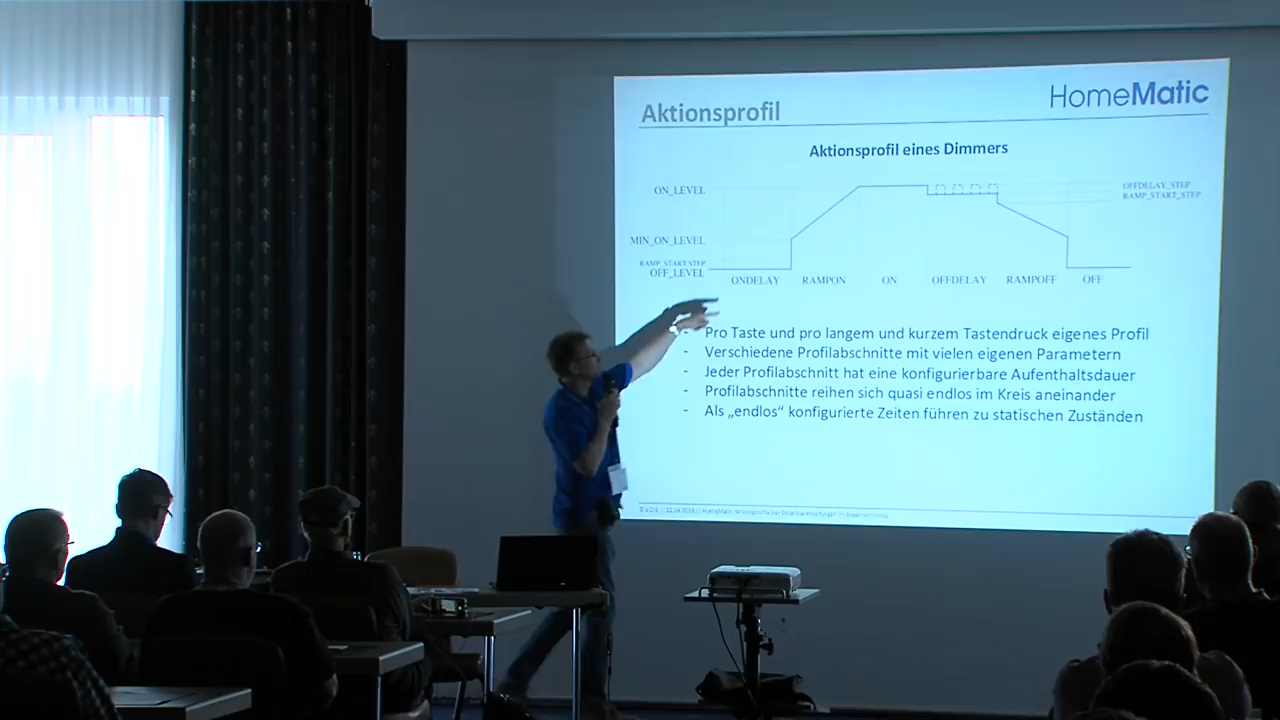 HomeMatic
Aktionsprofil
Aktionsprofil eines Dimmers
ON_LEVEL
OFFDELAY_STEP
RAMP_START_STEP
MIN_ON_LEVEL
RAMP_START_STEP
OFF_LEVEL
ONDELAY RAMPON ON OFFDELAY RAMPOFF OFF
- Pro Taste und pro langem und kurzem Tastendruck eigenes Profil
- Verschiedene Profilabschnitte mit vielen eigenen Parametern
- Jeder Profilabschnitt hat eine konfigurierbare Aufenthaltsdauer
- Profilabschnitte reihen sich quasi endlos im Kreis aneinander
- Als „endlos“ konfigurierte Zeiten führen zu statischen Zuständen